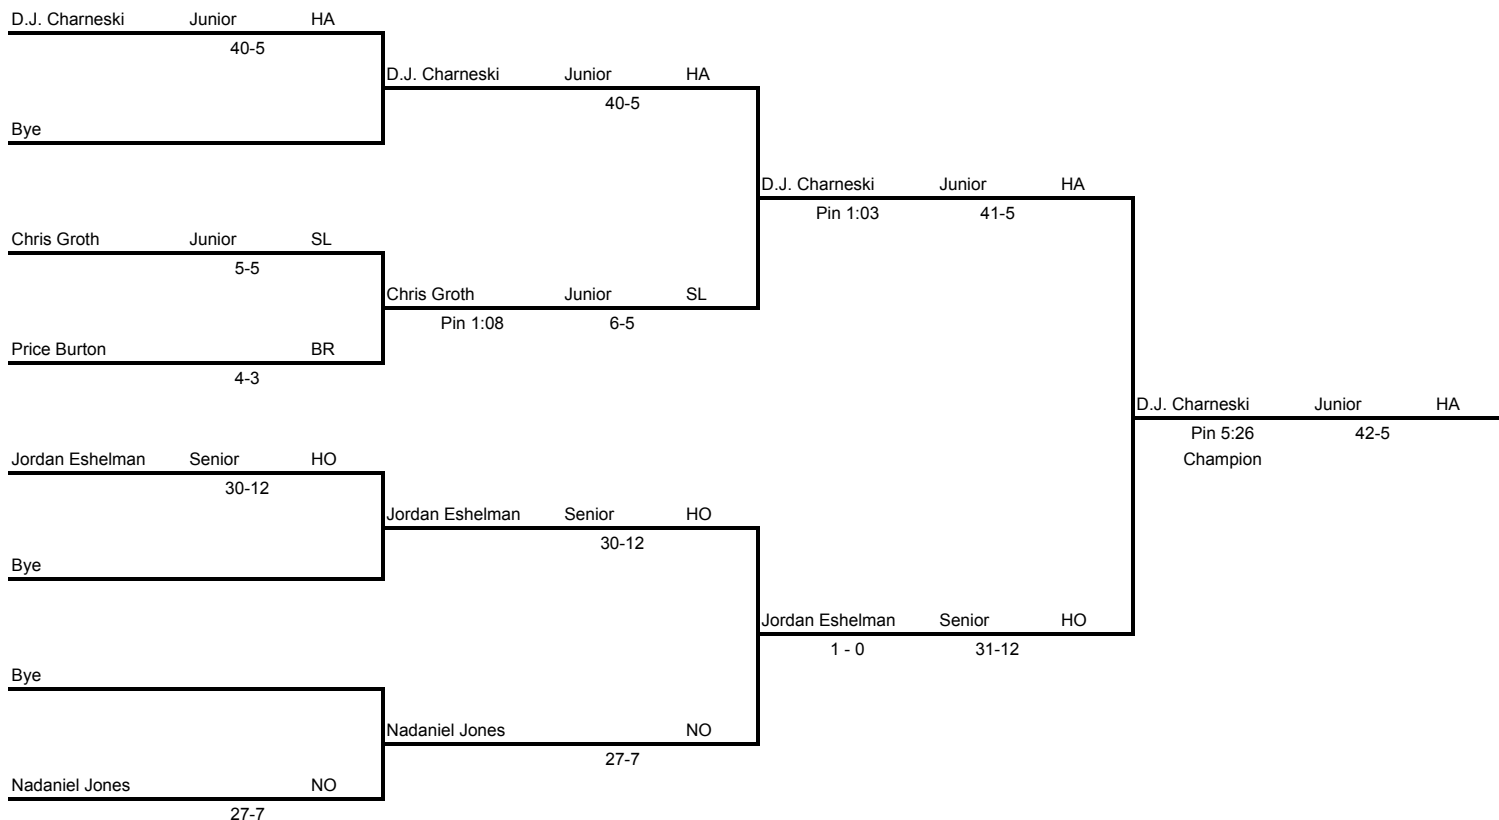 D.J. Charneski Junior HA
40-5
Bye
Chris Groth Junior SL
5-5
Price Burton BR
4-3
Jordan Eshelman Senior HO
30-12
Bye
Bye
Nadaniel Jones NO
27-7
D.J. Charneski Junior HA
40-5
Chris Groth Junior SL
Pin 1:08 6-5
Jordan Eshelman Senior HO
30-12
Nadaniel Jones NO
27-7
D.J. Charneski Junior HA
Pin 1:03 41-5
Jordan Eshelman Senior HO
1 - 0 31-12
D.J. Charneski Junior HA
Pin 5:26 42-5
Champion